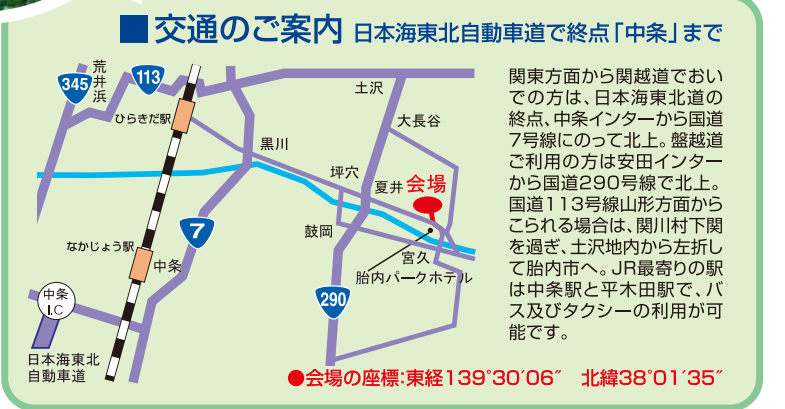 ■交通のご案内 日本海東北自動車道で終点「中条」まで
345
荒井浜
113
ひらきだ駅
土沢
大長谷
黒川
坪穴
夏井
会場
7
鼓岡
宮久
胎内パークホテル
なかじょう駅
中条
290
中条
I.C
日本海東北
自動車道
関東方面から関越道でおい
での方は、日本海東北道の
終点、中条インターから国道
7号線にのって北上。盤越道
ご利用の方は安田インター
から国道290号線で北上。
国道113号線山形方面から
こられる場合は、関川村下関
を過ぎ、土沢地内から左折し
て胎内市へ。JR最寄りの駅
は中条駅と平木田駅で、バ
ス及びタクシーの利用が可
能です。
●会場の座標:東経139°30′06″ 北緯38°01′35″